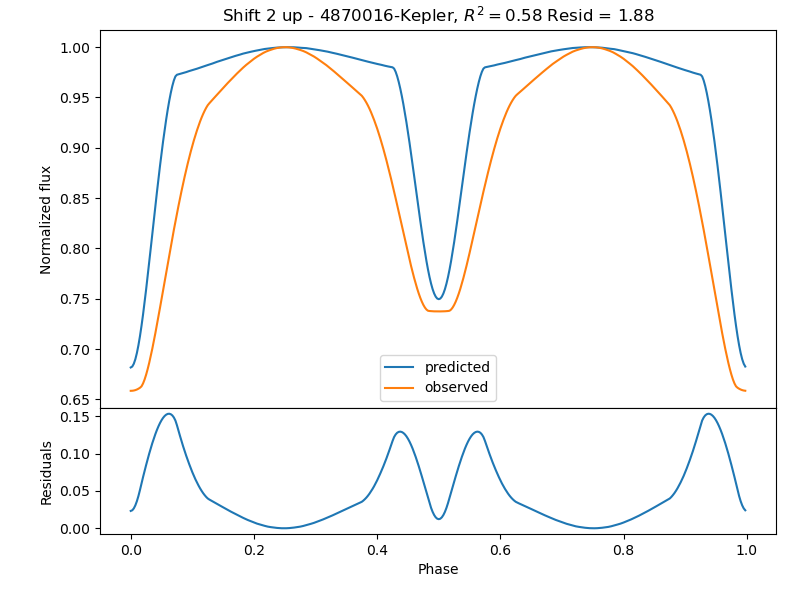 Shift 2 up - 4870016-Kepler, R² = 0.58 Resid = 1.88
Normalized flux
1.00
0.95
0.90
0.85
0.80
0.75
0.70
0.65
predicted
observed
Residuals
0.15
0.10
0.05
0.00
0.0 0.2 0.4 0.6 0.8 1.0
Phase